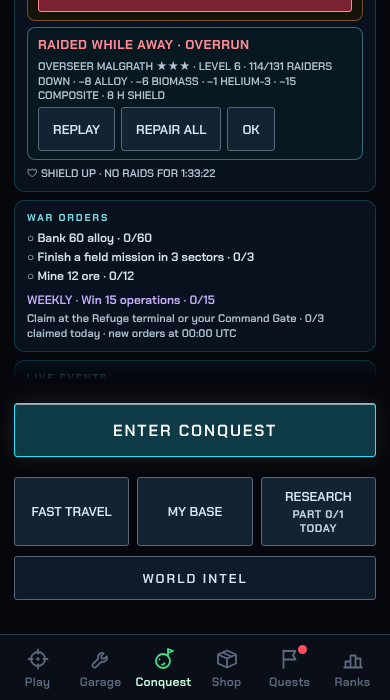 RAIDED WHILE AWAY · OVERRUN
OVERSEER MALGRATH ★★★ · LEVEL 6 · 114/131 RAIDERS
DOWN · −8 ALLOY · −6 BIOMASS · −1 HELIUM-3 · −15
COMPOSITE · 8 H SHIELD
REPLAY
REPAIR ALL
OK
SHIELD UP · NO RAIDS FOR 1:33:22
WAR ORDERS
○ Bank 60 alloy · 0/60
○ Finish a field mission in 3 sectors · 0/3
○ Mine 12 ore · 0/12
WEEKLY · Win 15 operations · 0/15
Claim at the Refuge terminal or your Command Gate · 0/3
claimed today · new orders at 00:00 UTC
LIVE EVENTS
ENTER CONQUEST
FAST TRAVEL
MY BASE
RESEARCH
PART 0/1
TODAY
WORLD INTEL
Play
Garage
Conquest
Shop
Quests
Ranks